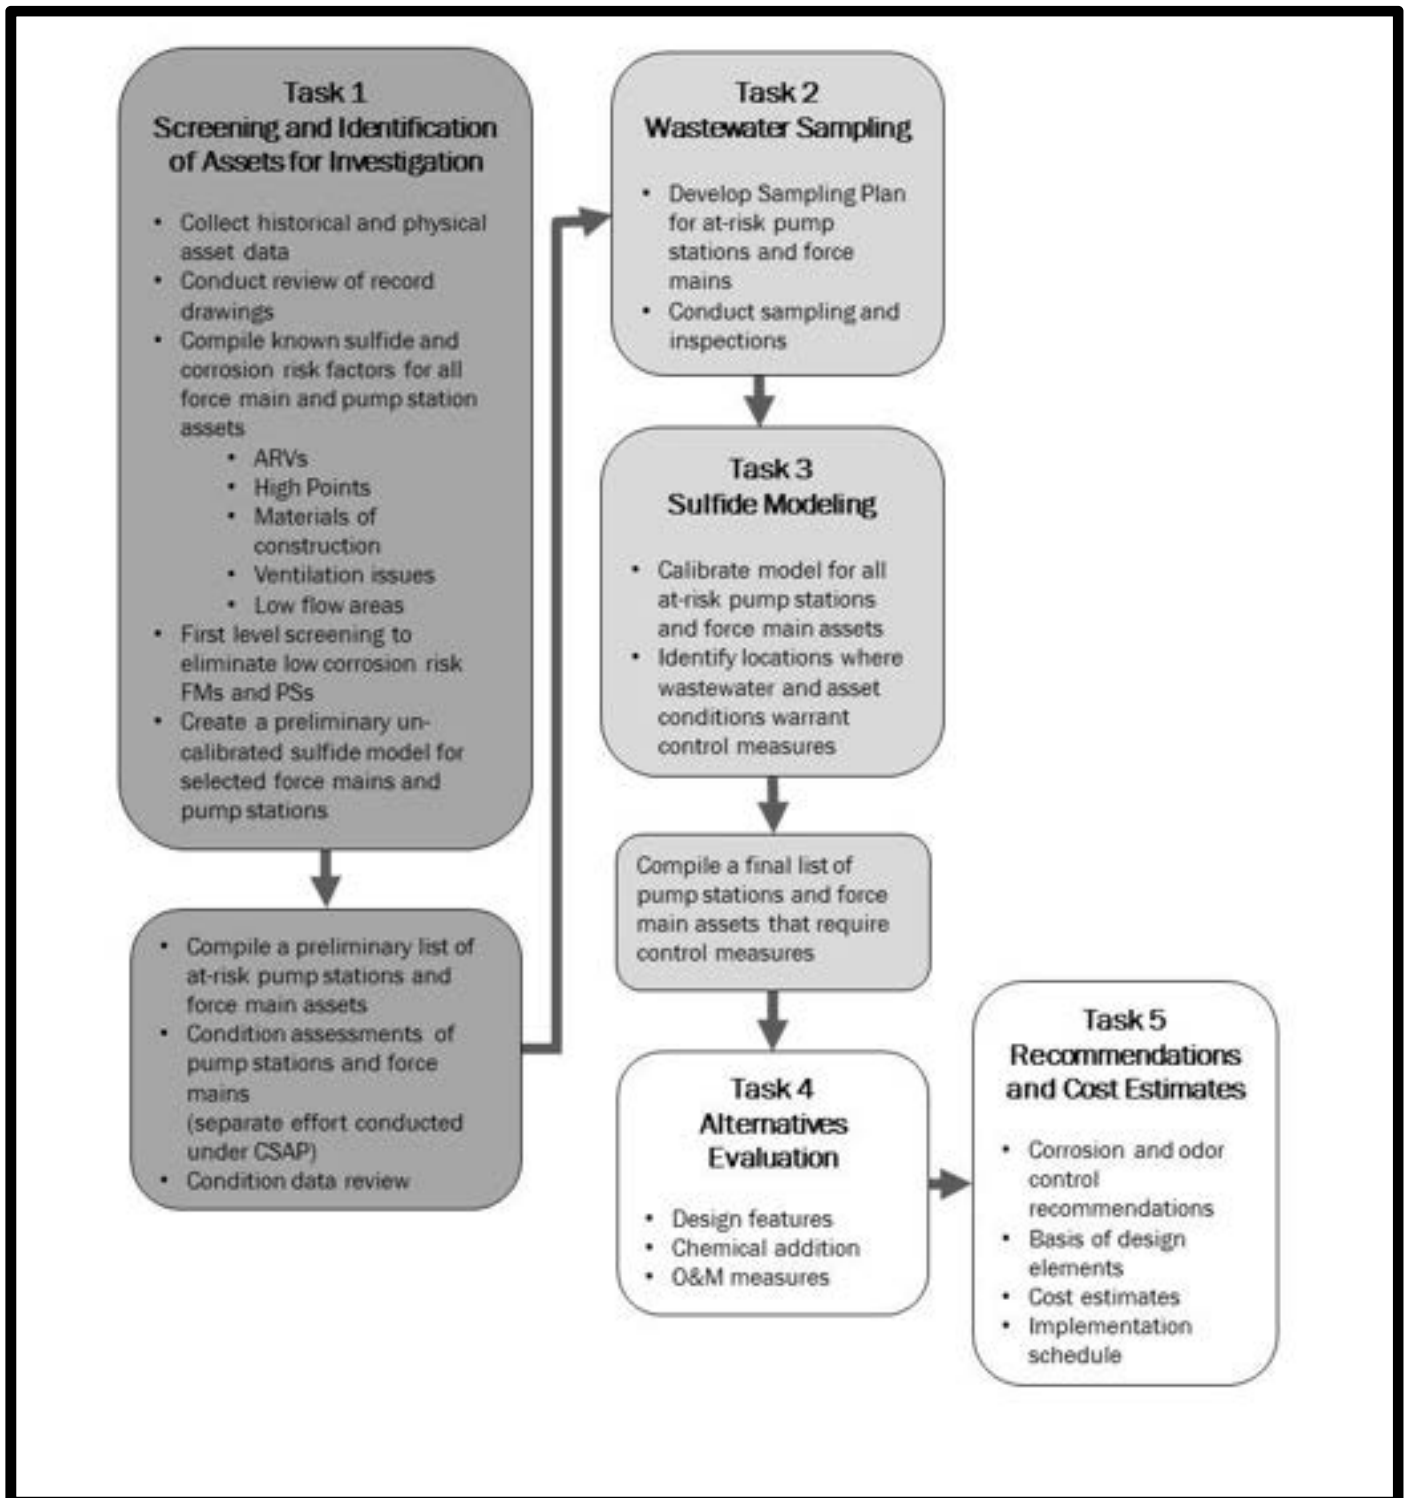 Task 1
Screening and Identification
of Assets for Investigation
• Collect historical and physical
asset data
• Conduct review of record
drawings
• Compile known sulfide and
corrosion risk factors for all
force main and pump station
assets
• ARVs
• High Points
• Materials of
construction
• Ventilation issues
• Low flow areas
• First level screening to
eliminate low corrosion risk
FMs and PSs
• Create a preliminary un-
calibrated sulfide model for
selected force mains and
pump stations
• Compile a preliminary list of
at-risk pump stations and
force main assets
• Condition assessments of
pump stations and force
mains
(separate effort conducted
under CSAP)
• Condition data review
Task 2
Wastewater Sampling
• Develop Sampling Plan
for at-risk pump
stations and force
mains
• Conduct sampling and
inspections
Task 3
Sulfide Modeling
• Calibrate model for all
at-risk pump stations
and force main assets
• Identify locations where
wastewater and asset
conditions warrant
control measures
Compile a final list of
pump stations and force
main assets that require
control measures
Task 4
Alternatives
Evaluation
• Design features
• Chemical addition
• O&M measures
Task 5
Recommendations
and Cost Estimates
• Corrosion and odor
control
recommendations
• Basis of design
elements
• Cost estimates
• Implementation
schedule